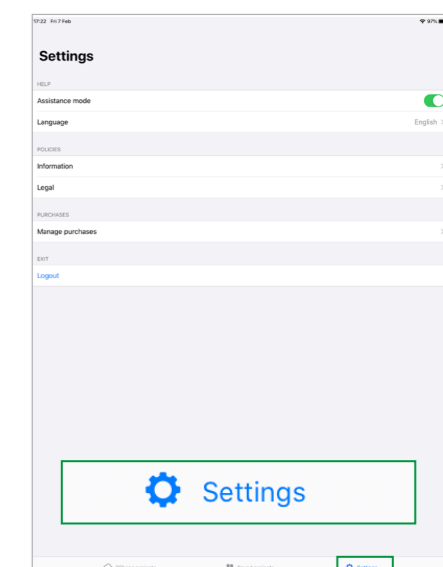 17:22 Fri 7 Feb 97%
Settings
HELP
Assistance mode
Language English
POLICIES
Information
Legal
PURCHASES
Manage purchases
EXIT
Logout
Settings
Settings